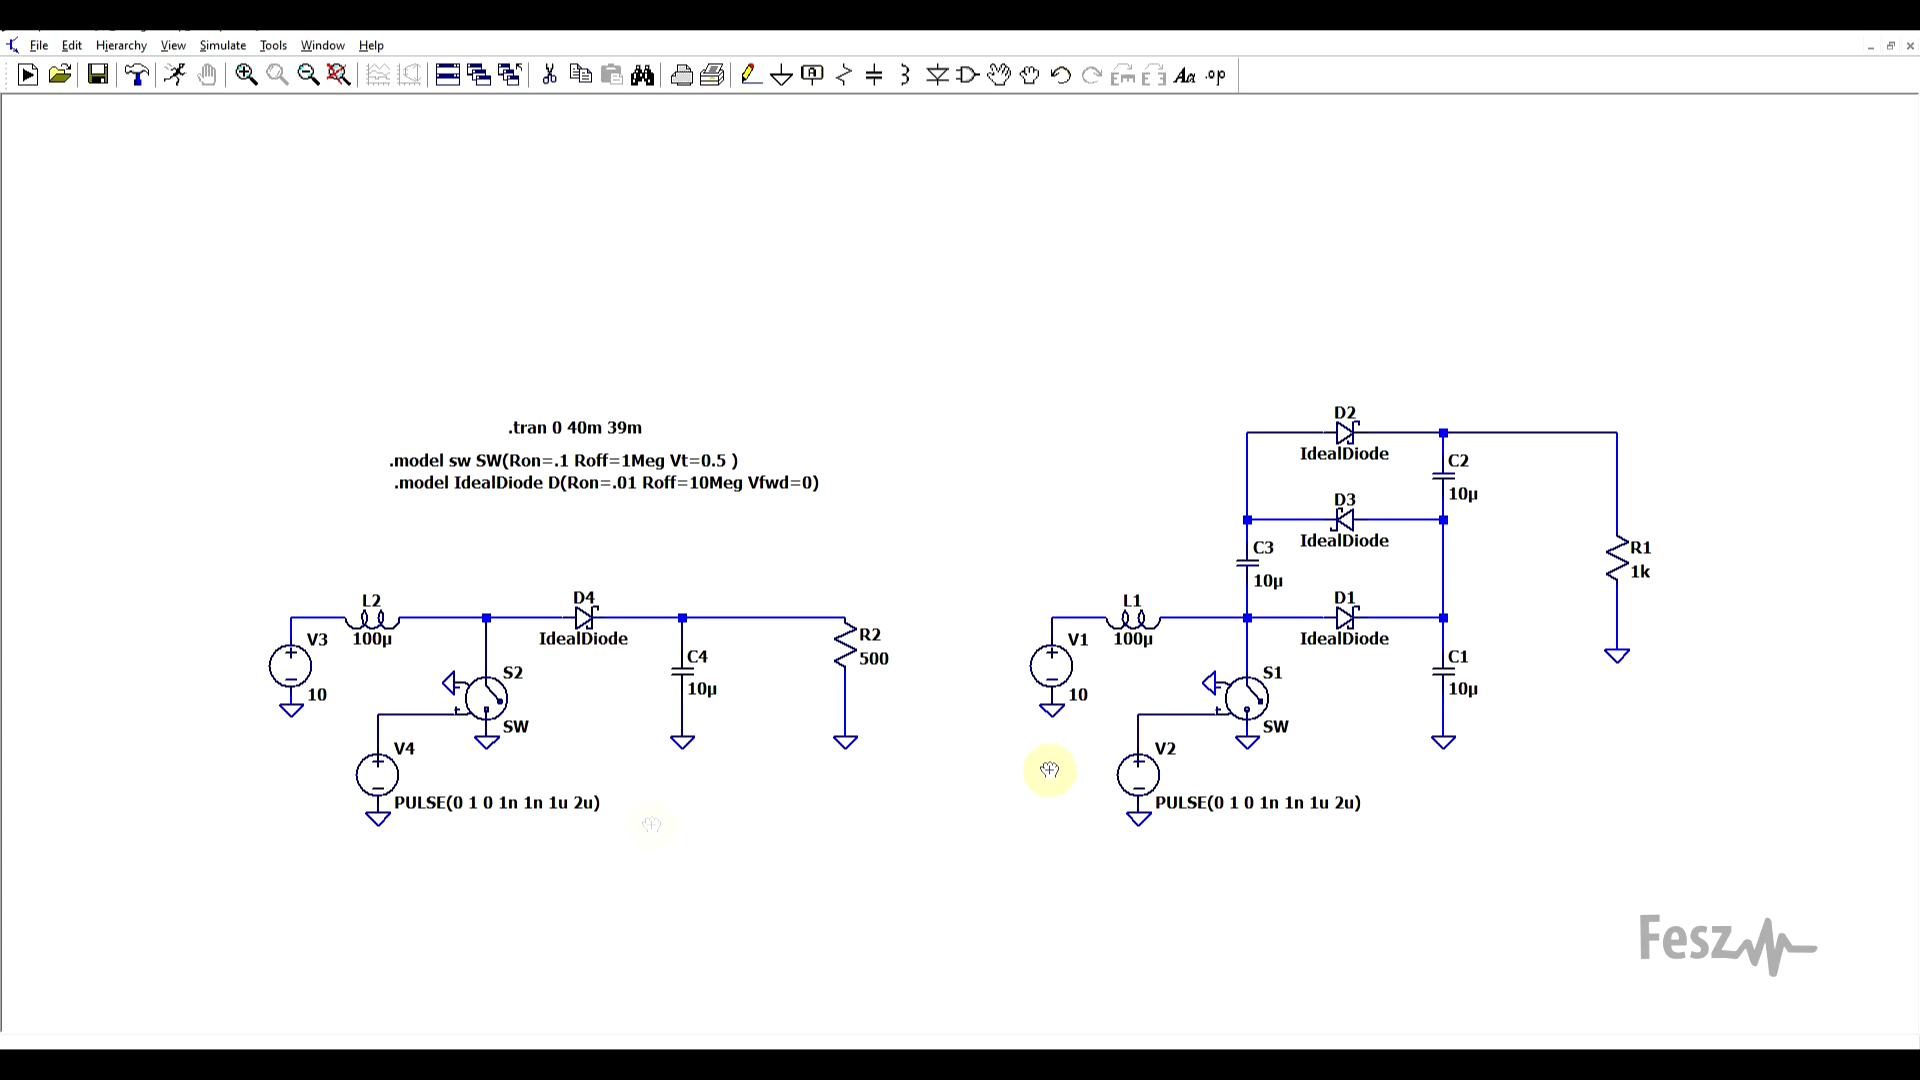 File Edit Hierarchy View Simulate Tools Window Help
.op
.tran 0 40m 39m
.model sw SW(Ron=.1 Roff=1Meg Vt=0.5 )
.model IdealDiode D(Ron=.01 Roff=10Meg Vfwd=0)
L2
100µ
V3
10
D4
IdealDiode
S2
SW
C4
10µ
R2
500
V4
PULSE(0 1 0 1n 1n 1u 2u)
D2
IdealDiode
C2
10µ
D3
IdealDiode
C3
10µ
R1
1k
L1
100µ
V1
10
D1
IdealDiode
S1
SW
C1
10µ
V2
PULSE(0 1 0 1n 1n 1u 2u)
Fesz